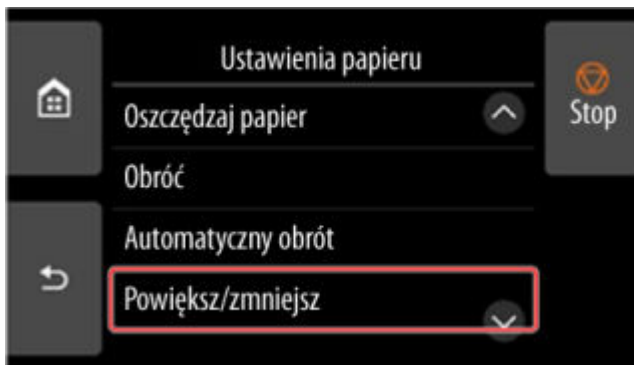 Ustawienia papieru
Stop
Oszczędzaj papier
Obróć
Automatyczny obrót
Powiększ/zmniejsz